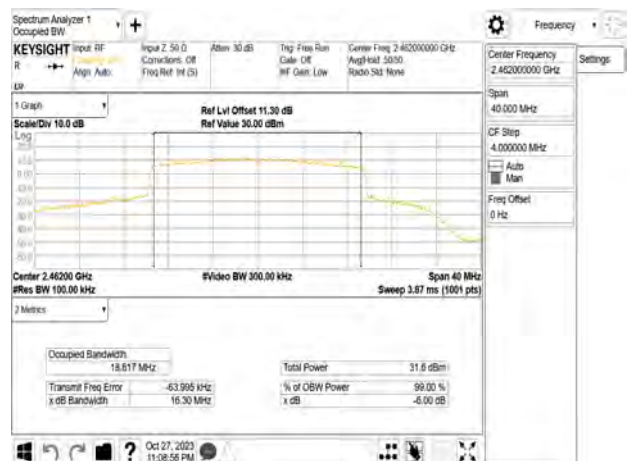 Spectrum Analyzer 1
Occupied BW
+
Frequency
KEYSIGHT
R
Input: RF
Align: Auto
Input Z: 50 Ω
Corrections: Off
Freq Ref: Int (S)
Atten: 30 dB
Trig: Free Run
Gate: Off
#IF Gain: Low
Center Freq: 2.462000000 GHz
Avg|Hold: 50/50
Radio Std: None
Center Frequency
2.462000000 GHz
Settings
Span
40.000 MHz
CF Step
4.000000 MHz
Auto
Man
Freq Offset
0 Hz
1 Graph
Scale/Div 10.0 dB
Ref Lvl Offset 11.30 dB
Ref Value 30.00 dBm
Log
Center 2.46200 GHz
#Res BW 100.00 kHz
#Video BW 300.00 kHz
Span 40 MHz
Sweep 3.87 ms (1001 pts)
2 Metrics
Occupied Bandwidth
18.617 MHz
Total Power 31.6 dBm
Transmit Freq Error -63.995 kHz
% of OBW Power 99.00 %
x dB Bandwidth 16.30 MHz
x dB -6.00 dB
?
Oct 27, 2023
11:08:56 PM